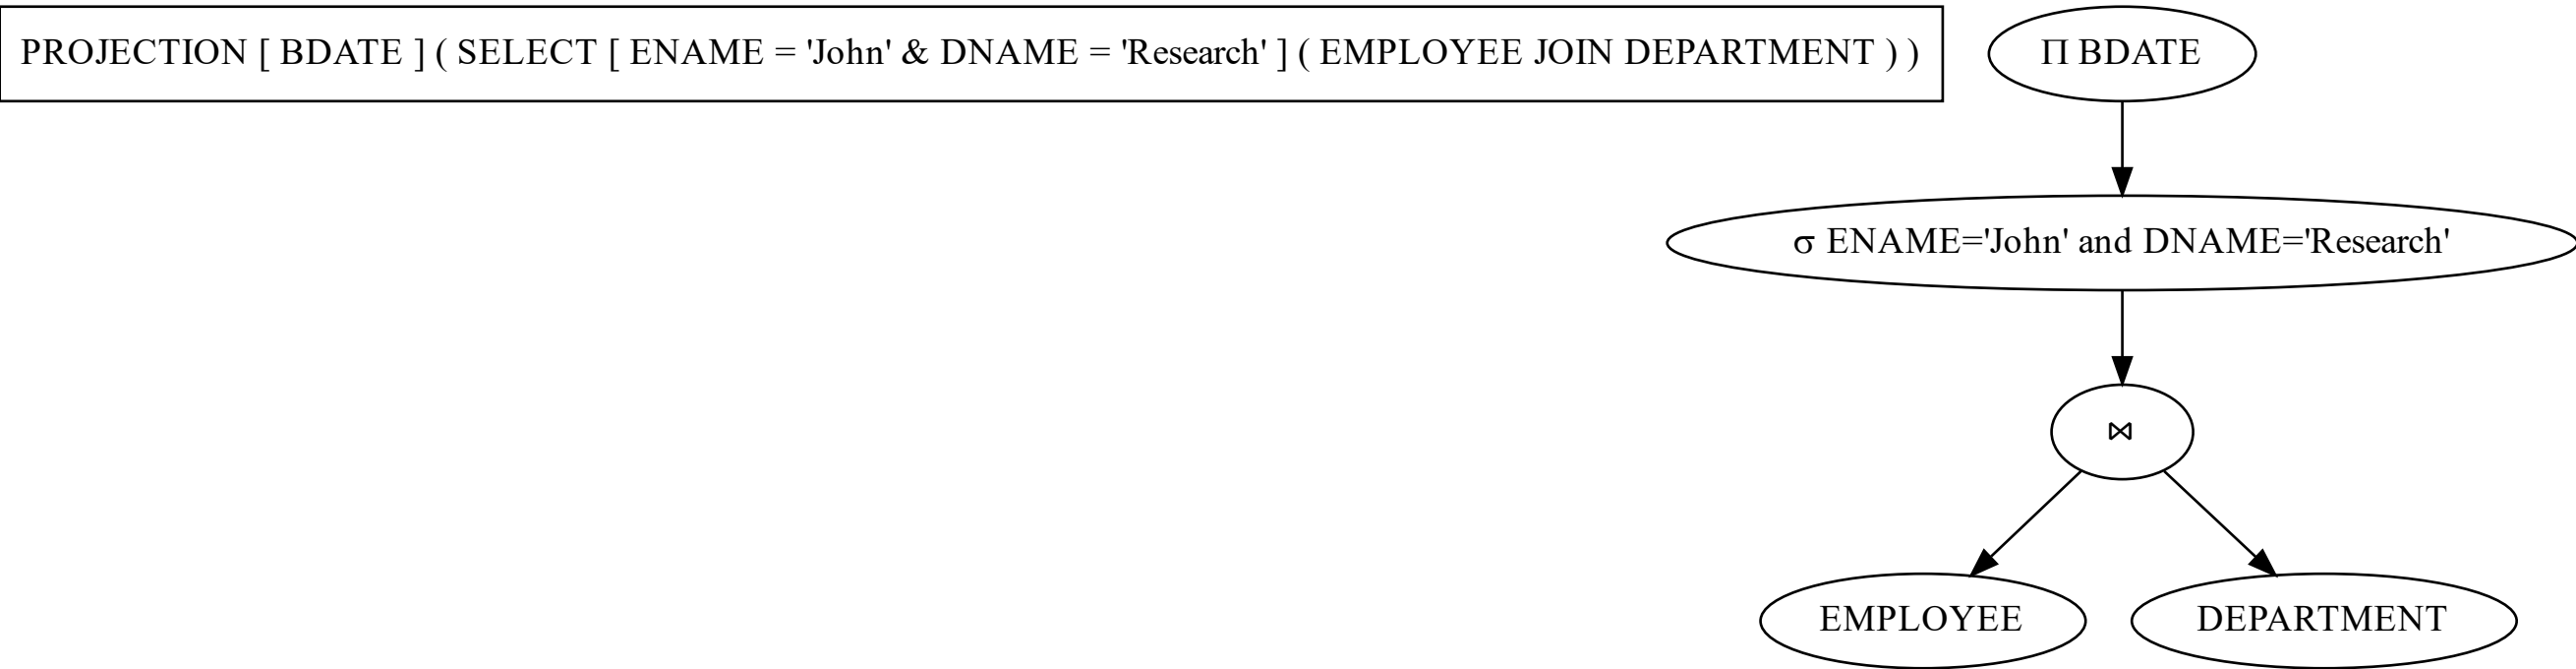 PROJECTION [ BDATE ] ( SELECT [ ENAME = 'John' & DNAME = 'Research' ] ( EMPLOYEE JOIN DEPARTMENT ) )
Π BDATE
σ ENAME='John' and DNAME='Research'
⋈
EMPLOYEE
DEPARTMENT